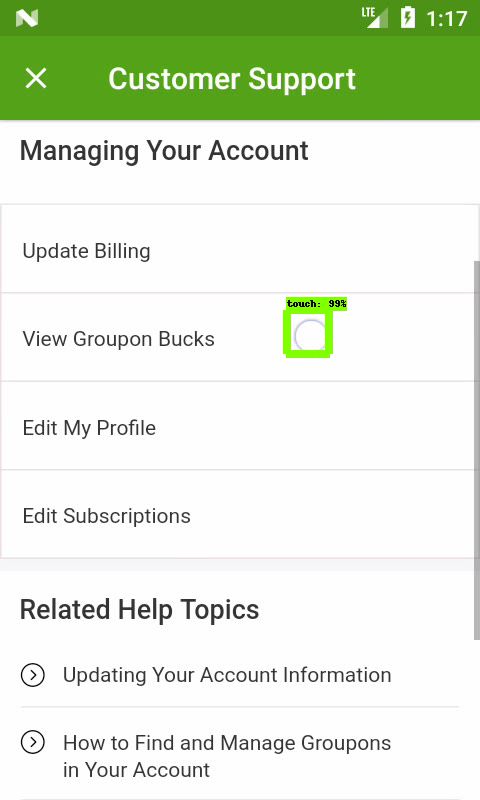 LTE
1:17
Customer Support
Managing Your Account
Update Billing
touch: 99%
View Groupon Bucks
Edit My Profile
Edit Subscriptions
Related Help Topics
Updating Your Account Information
How to Find and Manage Groupons
in Your Account